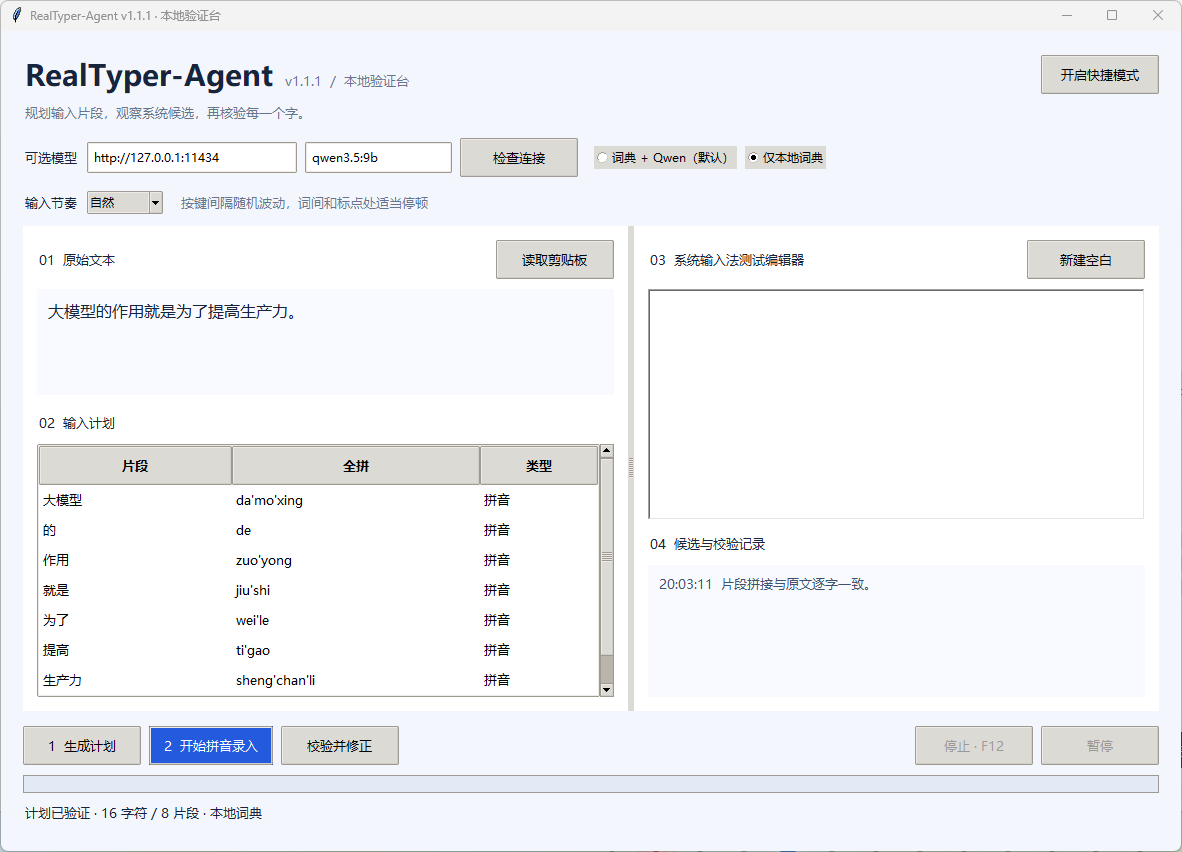 RealTyper-Agent v1.1.1 · 本地验证台
RealTyper-Agent v1.1.1 / 本地验证台
开启快捷模式
规划输入片段，观察系统候选，再核验每一个字。
可选模型 http://127.0.0.1:11434 qwen3.5:9b 检查连接 词典 + Qwen（默认） 仅本地词典
输入节奏 自然 按键间隔随机波动，词间和标点处适当停顿
01 原始文本 读取剪贴板
大模型的作用就是为了提高生产力。
02 输入计划
片段 全拼 类型
大模型 da'mo'xing 拼音
的 de 拼音
作用 zuo'yong 拼音
就是 jiu'shi 拼音
为了 wei'le 拼音
提高 ti'gao 拼音
生产力 sheng'chan'li 拼音
03 系统输入法测试编辑器 新建空白
04 候选与校验记录
20:03:11 片段拼接与原文逐字一致。
1 生成计划 2 开始拼音录入 校验并修正 停止 · F12 暂停
计划已验证 · 16 字符 / 8 片段 · 本地词典